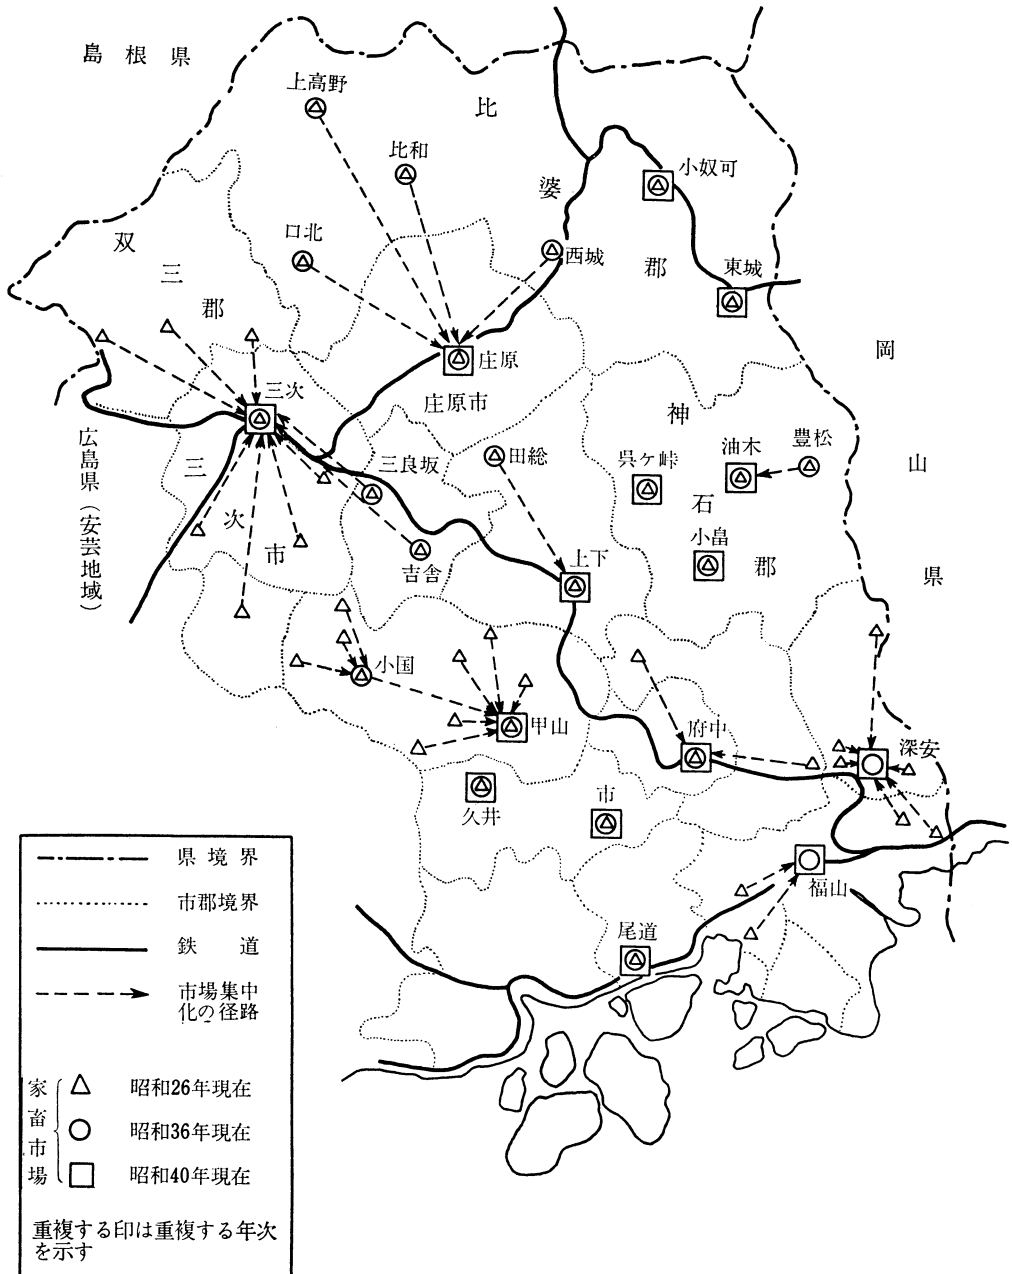 島根県
上高野
比
比和
婆
小奴可
双
三
郡
口北
西城
郡
東城
岡
庄原
三次
庄原市
神
広島県（安芸地域）
三
三良坂
田総
呉ケ峠
油木
豊松
山
石
次
市
吉舎
上下
小畠
郡
県
小国
甲山
府中
深安
久井
市
福山
尾道
県境界
市郡境界
鉄道
市場集中
化の径路
家畜市場
昭和26年現在
昭和36年現在
昭和40年現在
重複する印は重複する年次
を示す